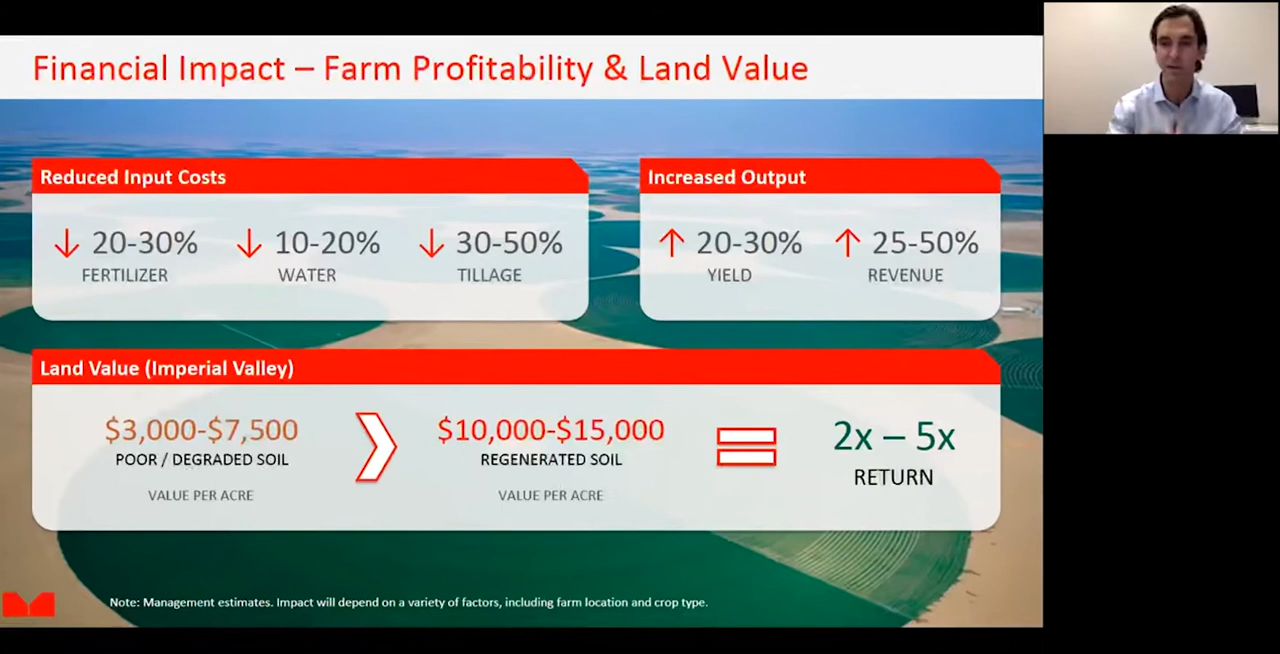 Financial Impact – Farm Profitability & Land Value
Reduced Input Costs
20-30%
FERTILIZER
10-20%
WATER
30-50%
TILLAGE
Increased Output
20-30%
YIELD
25-50%
REVENUE
Land Value (Imperial Valley)
$3,000-$7,500
POOR / DEGRADED SOIL
VALUE PER ACRE
$10,000-$15,000
REGENERATED SOIL
VALUE PER ACRE
2x – 5x
RETURN
Note: Management estimates. Impact will depend on a variety of factors, including farm location and crop type.